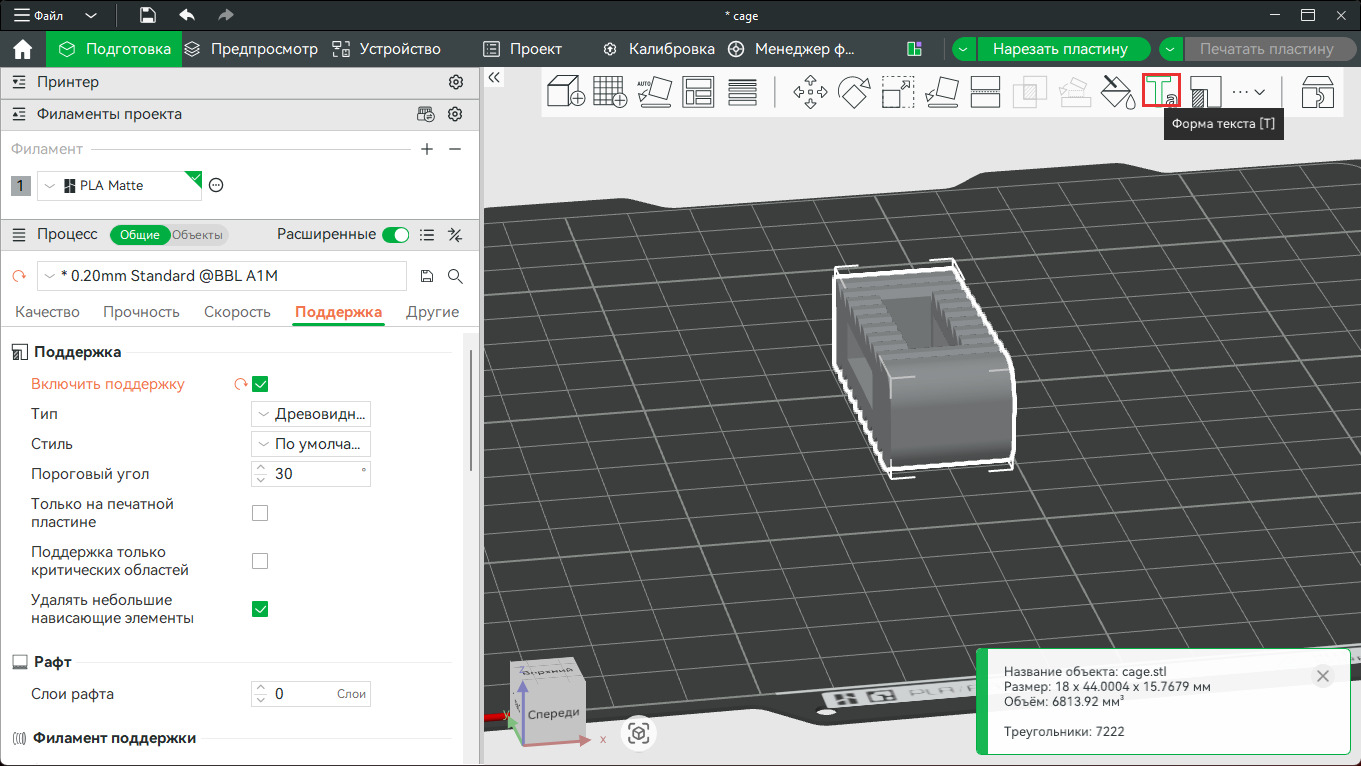 Файл
* cage
Подготовка
Предпросмотр
Устройство
Проект
Калибровка
Менеджер ф...
Нарезать пластину
Печатать пластину
Принтер
AUTO
Филаменты проекта
Форма текста [T]
Филамент
1
PLA Matte
Процесс
Общие
Объекты
Расширенные
* 0.20mm Standard @BBL A1M
Качество
Прочность
Скорость
Поддержка
Другие
Поддержка
Включить поддержку
Тип
Древовидн...
Стиль
По умолча...
Пороговый угол
30
°
Только на печатной
пластине
Поддержка только
критических областей
Удалять небольшие
нависающие элементы
Рафт
Слои рафта
0
Слои
Филамент поддержки
Верхний
Z
Спереди
Y
X
Название объекта: cage.stl
Размер: 18 x 44.0004 x 15.7679 мм
Объём: 6813.92 мм³
Треугольники: 7222